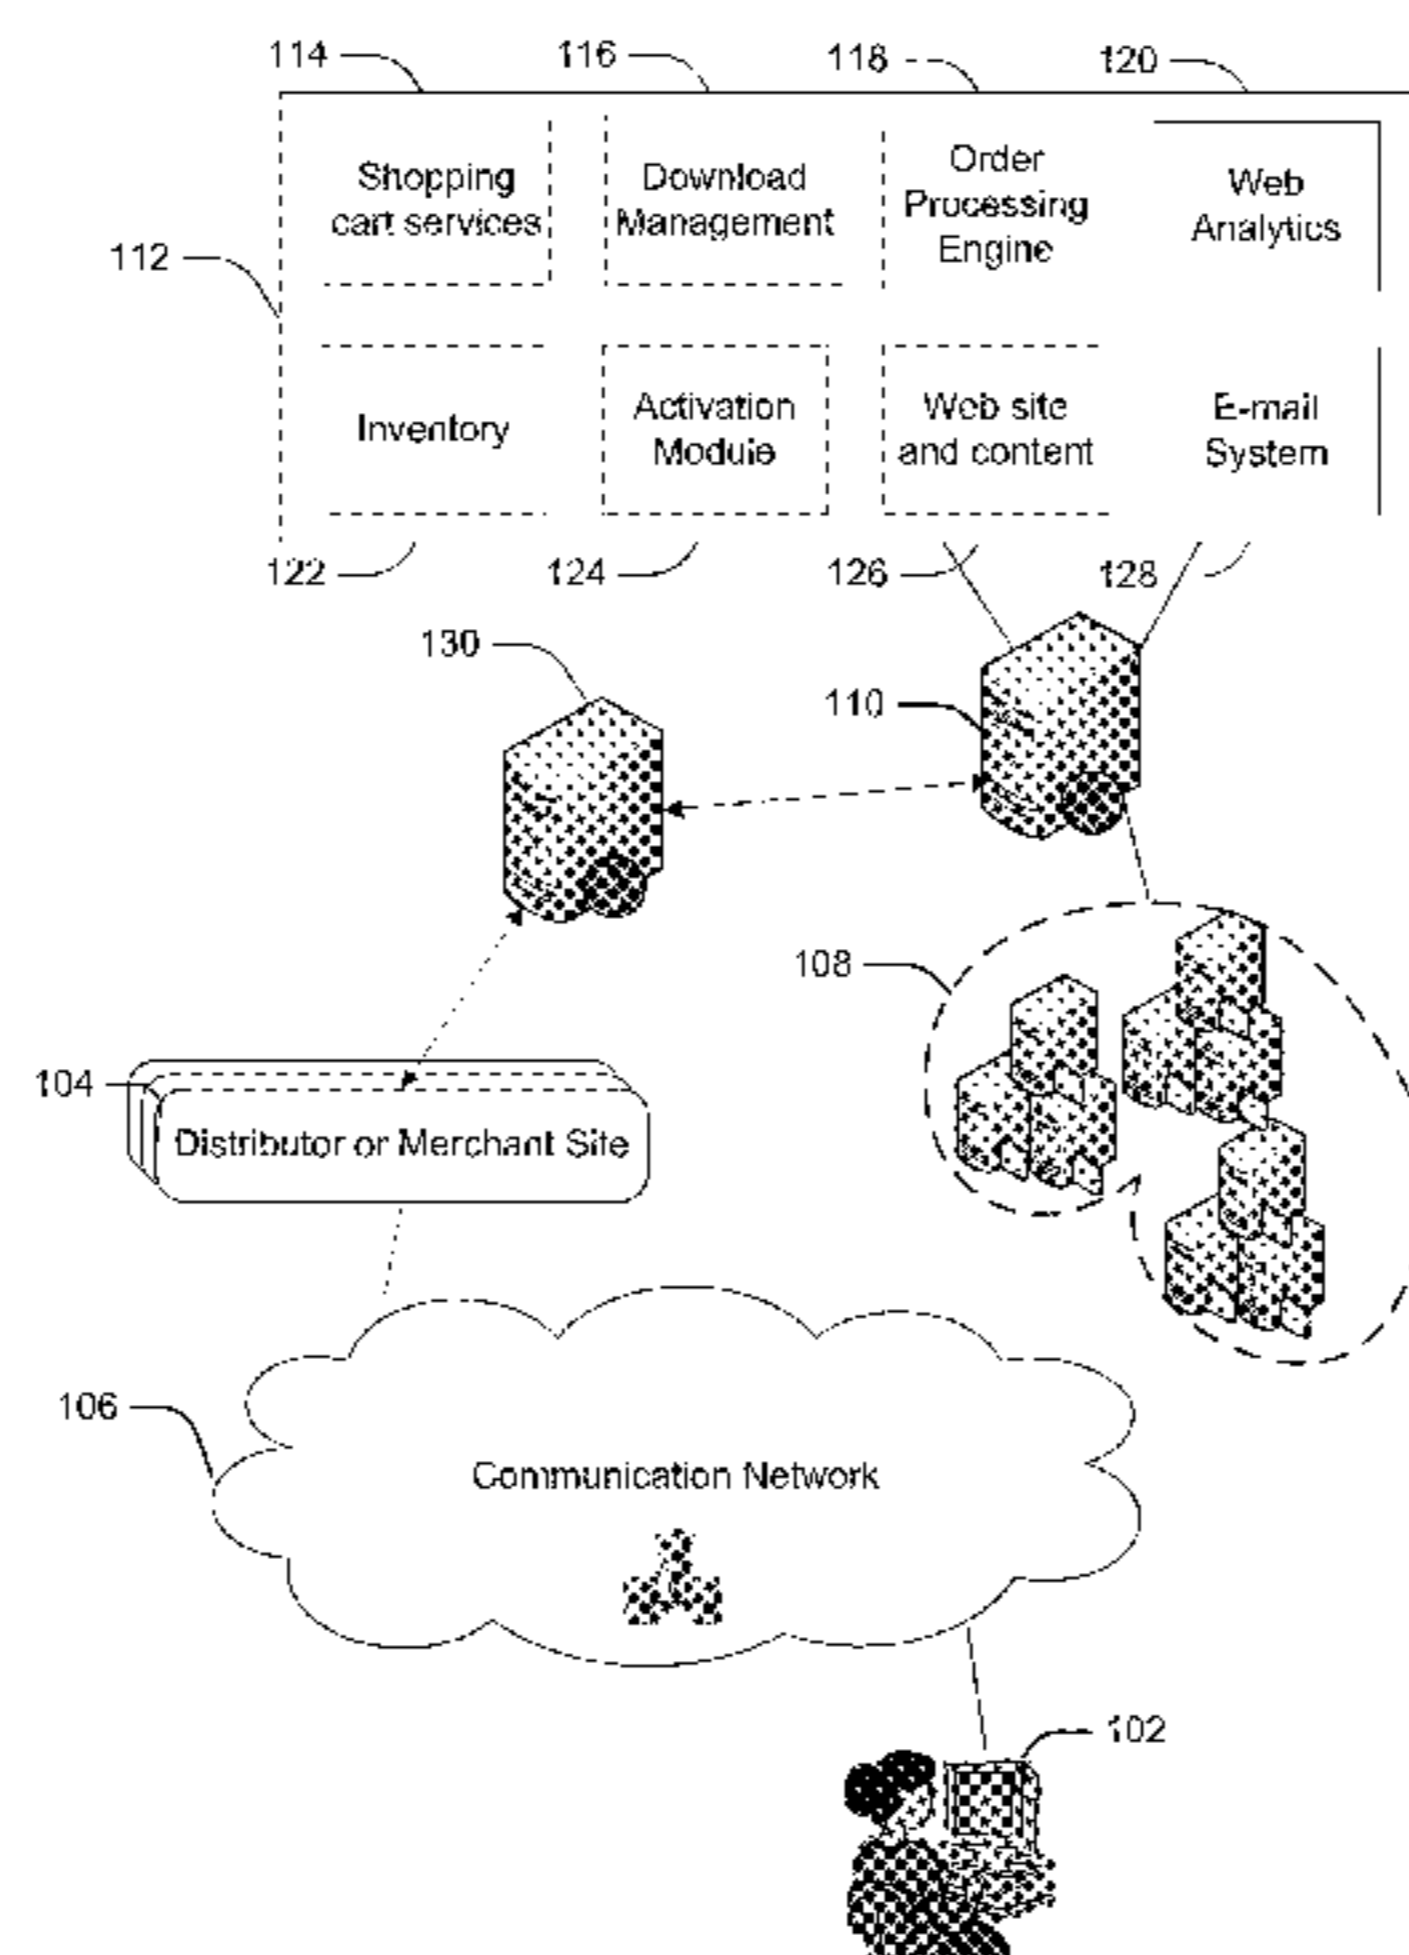 114
116
118
120
Shopping
cart services
Download
Management
Order
Processing
Engine
Web
Analytics
112
Inventory
Activation
Module
Web site
and content
E-mail
System
122
124
126
128
130
110
108
104
Distributor or Merchant Site
106
Communication Network
102